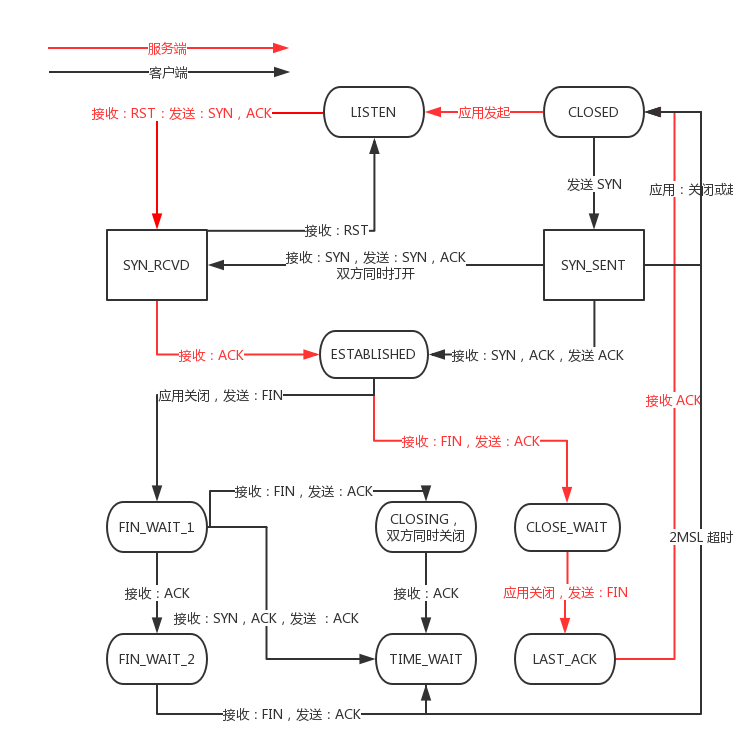 服务端
客户端
接收：RST：发送：SYN，ACK
LISTEN
应用发起
CLOSED
发送 SYN
应用：关闭或
接收：RST
SYN_RCVD
接收：SYN，发送：SYN，ACK
双方同时打开
SYN_SENT
接收：ACK
ESTABLISHED
接收：SYN，ACK，发送 ACK
应用关闭，发送：FIN
接收 ACK
接收：FIN，发送：ACK
接收：FIN，发送：ACK
FIN_WAIT_1
CLOSING，
双方同时关闭
CLOSE_WAIT
2MSL 超时
接收：ACK
接收：ACK
应用关闭，发送：FIN
接收：SYN，ACK，发送 ：ACK
FIN_WAIT_2
TIME_WAIT
LAST_ACK
接收：FIN，发送：ACK